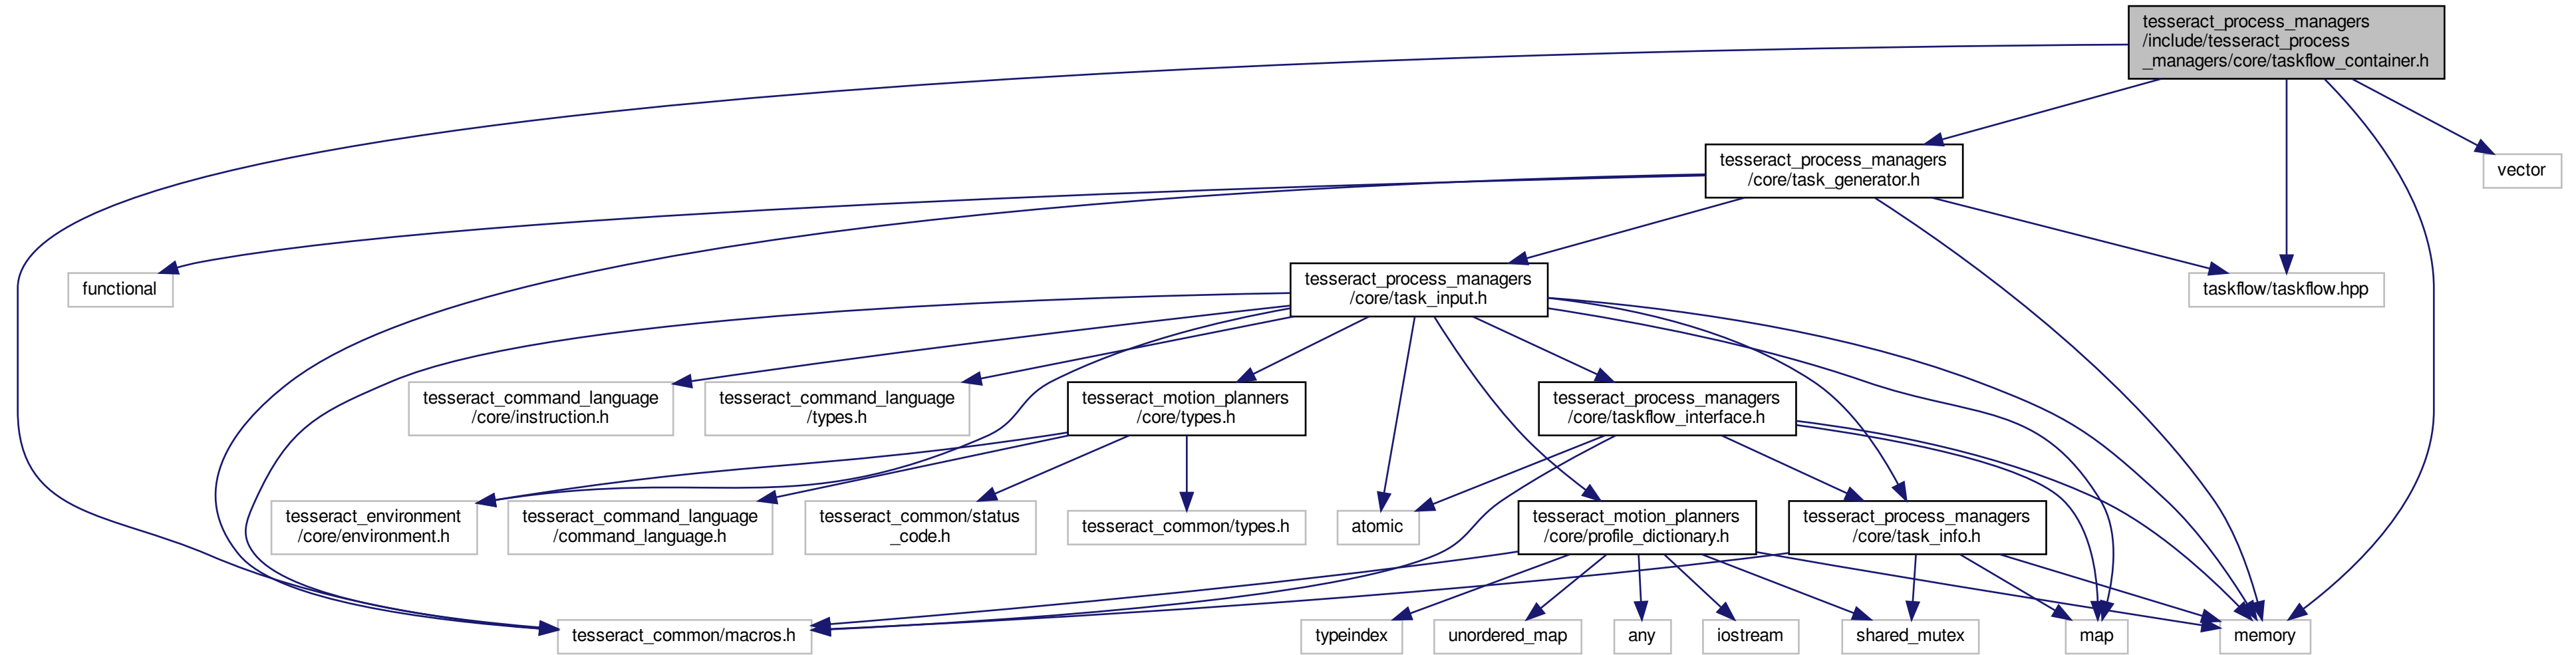 tesseract_process_managers
/include/tesseract_process
_managers/core/taskflow_container.h
tesseract_process_managers
/core/task_generator.h
vector
functional
tesseract_process_managers
/core/task_input.h
taskflow/taskflow.hpp
tesseract_command_language
/core/instruction.h
tesseract_command_language
/types.h
tesseract_motion_planners
/core/types.h
tesseract_process_managers
/core/taskflow_interface.h
tesseract_environment
/core/environment.h
tesseract_command_language
/command_language.h
tesseract_common/status
_code.h
tesseract_common/types.h
atomic
tesseract_motion_planners
/core/profile_dictionary.h
tesseract_process_managers
/core/task_info.h
tesseract_common/macros.h
typeindex
unordered_map
any
iostream
shared_mutex
map
memory